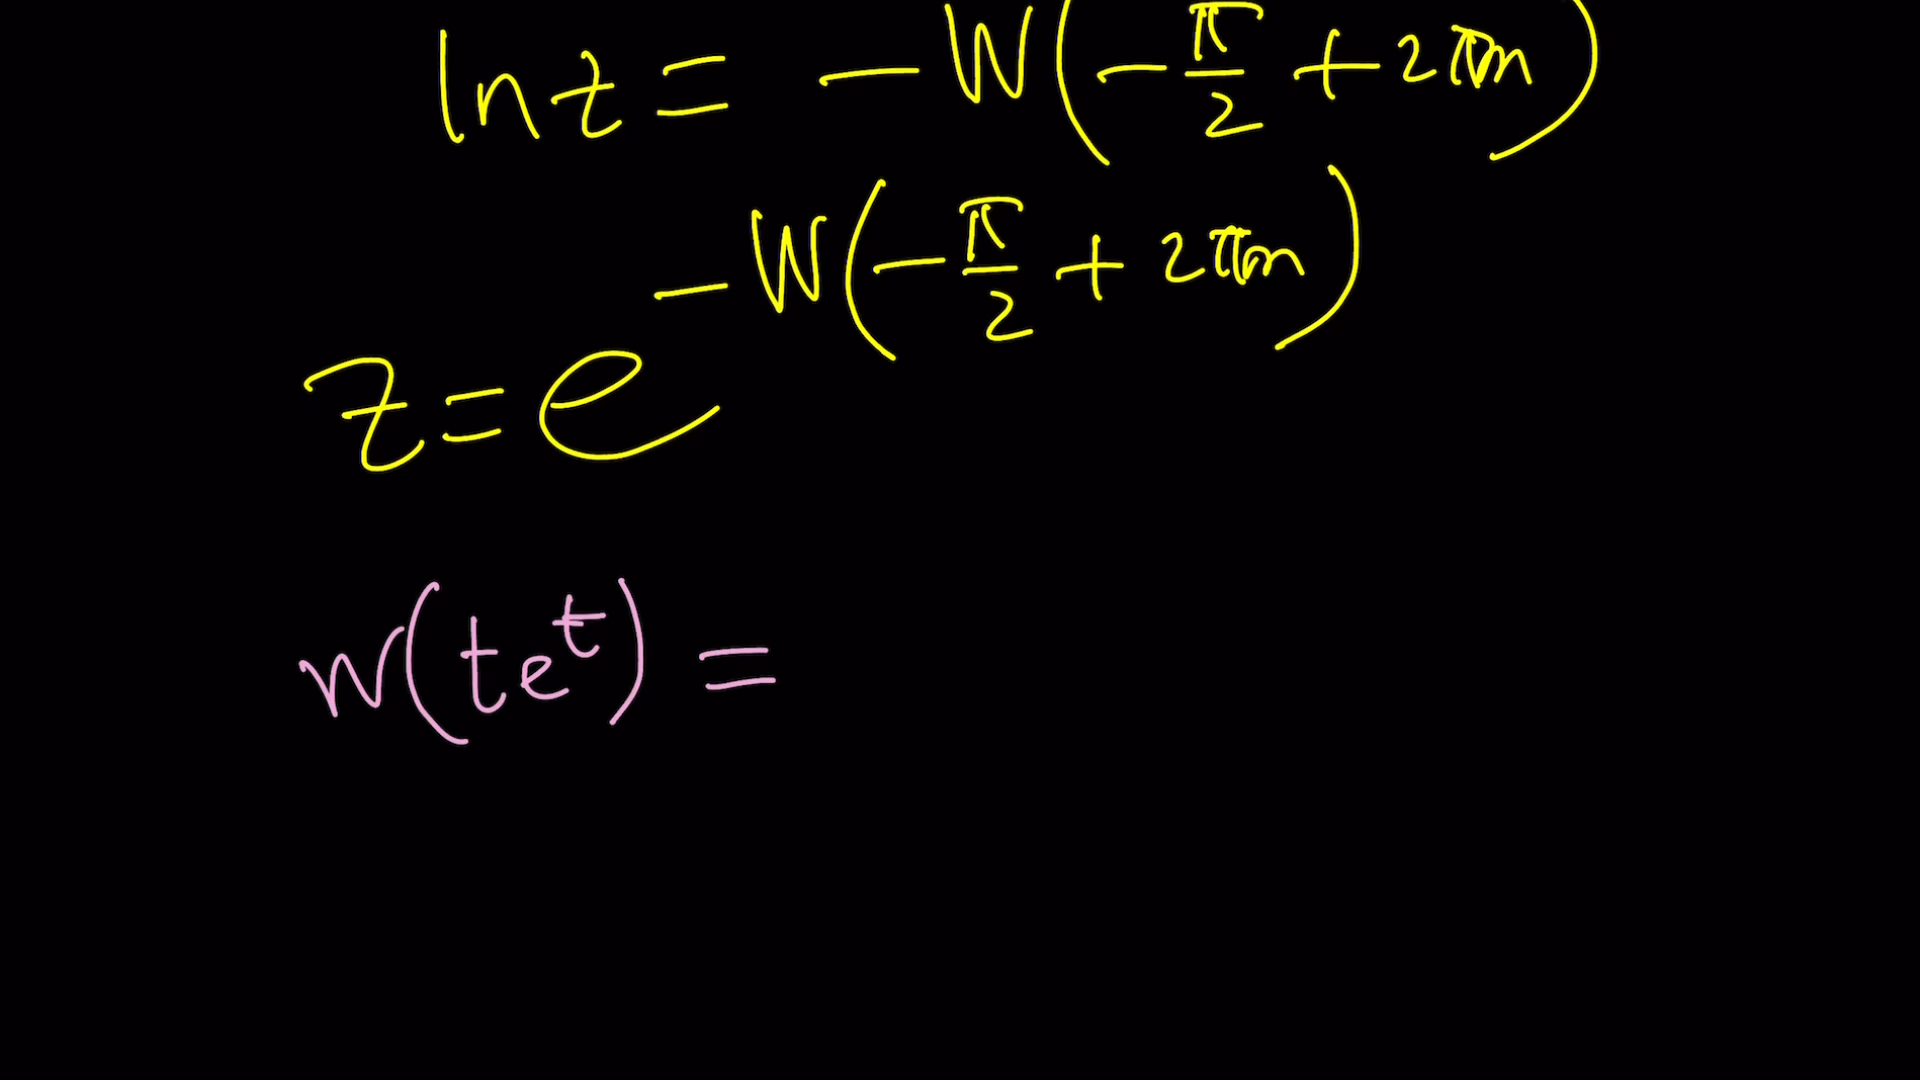 ln z = -W(-π/2 + 2πn)
z = e^{-W(-π/2 + 2πn)}
W(te^t) =